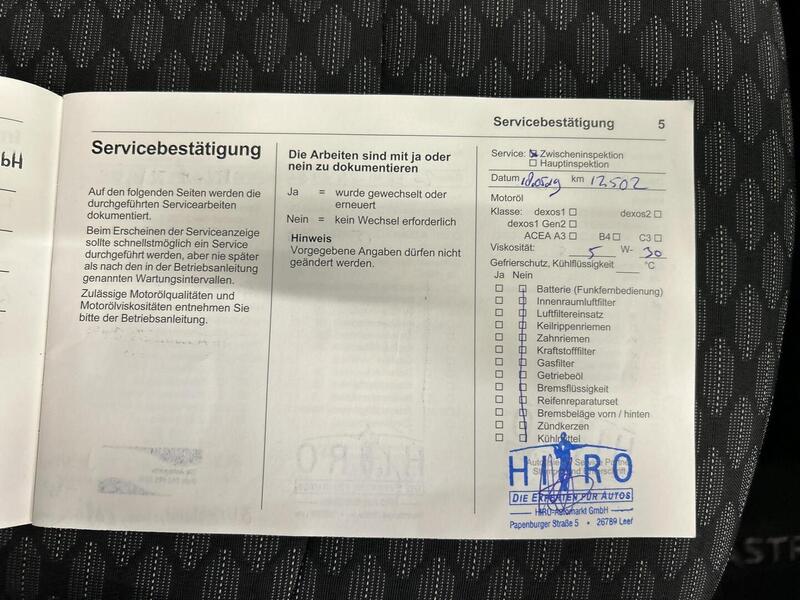 bH
Servicebestätigung
Auf den folgenden Seiten werden die
durchgeführten Servicearbeiten
dokumentiert.
Beim Erscheinen der Serviceanzeige
sollte schnellstmöglich ein Service
durchgeführt werden, aber nie später
als nach den in der Betriebsanleitung
genannten Wartungsintervallen.
Zulässige Motorölqualitäten und
Motorölviskositäten entnehmen Sie
bitte der Betriebsanleitung.
Die Arbeiten sind mit ja oder
nein zu dokumentieren
Ja = wurde gewechselt oder
erneuert
Nein = kein Wechsel erforderlich
Hinweis
Vorgegebene Angaben dürfen nicht
geändert werden.
Servicebestätigung 5
Service: Zwischeninspektion
Hauptinspektion
Datum km 12.502
Motoröl
Klasse: dexos1 dexos2
dexos1 Gen2
ACEA A3 B4 C3
Viskosität: 5 W- 30
Gefrierschutz, Kühlflüssigkeit °C
Ja Nein
Batterie (Funkfernbedienung)
Innenraumluftfilter
Luftfiltereinsatz
Keilrippenriemen
Zahnriemen
Kraftstofffilter
Gasfilter
Getriebeöl
Bremsflüssigkeit
Reifenreparaturset
Bremsbeläge vorn / hinten
Zündkerzen
Kühlmittel
HIRO
DIE EXPERTEN FÜR AUTOS
HIRO-Automarkt GmbH
Papenburger Straße 5 • 26789 Leer
ASTR